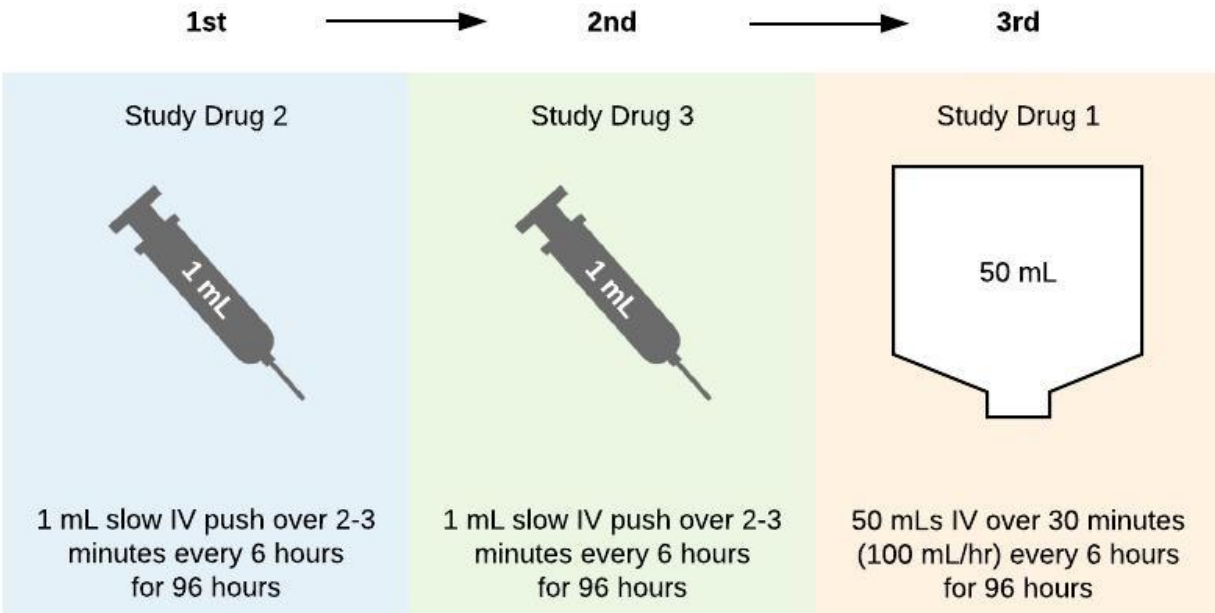 1st
2nd
3rd
Study Drug 2
1 mL
1 mL slow IV push over 2-3
minutes every 6 hours
for 96 hours
Study Drug 3
1 mL
1 mL slow IV push over 2-3
minutes every 6 hours
for 96 hours
Study Drug 1
50 mL
50 mLs IV over 30 minutes
(100 mL/hr) every 6 hours
for 96 hours